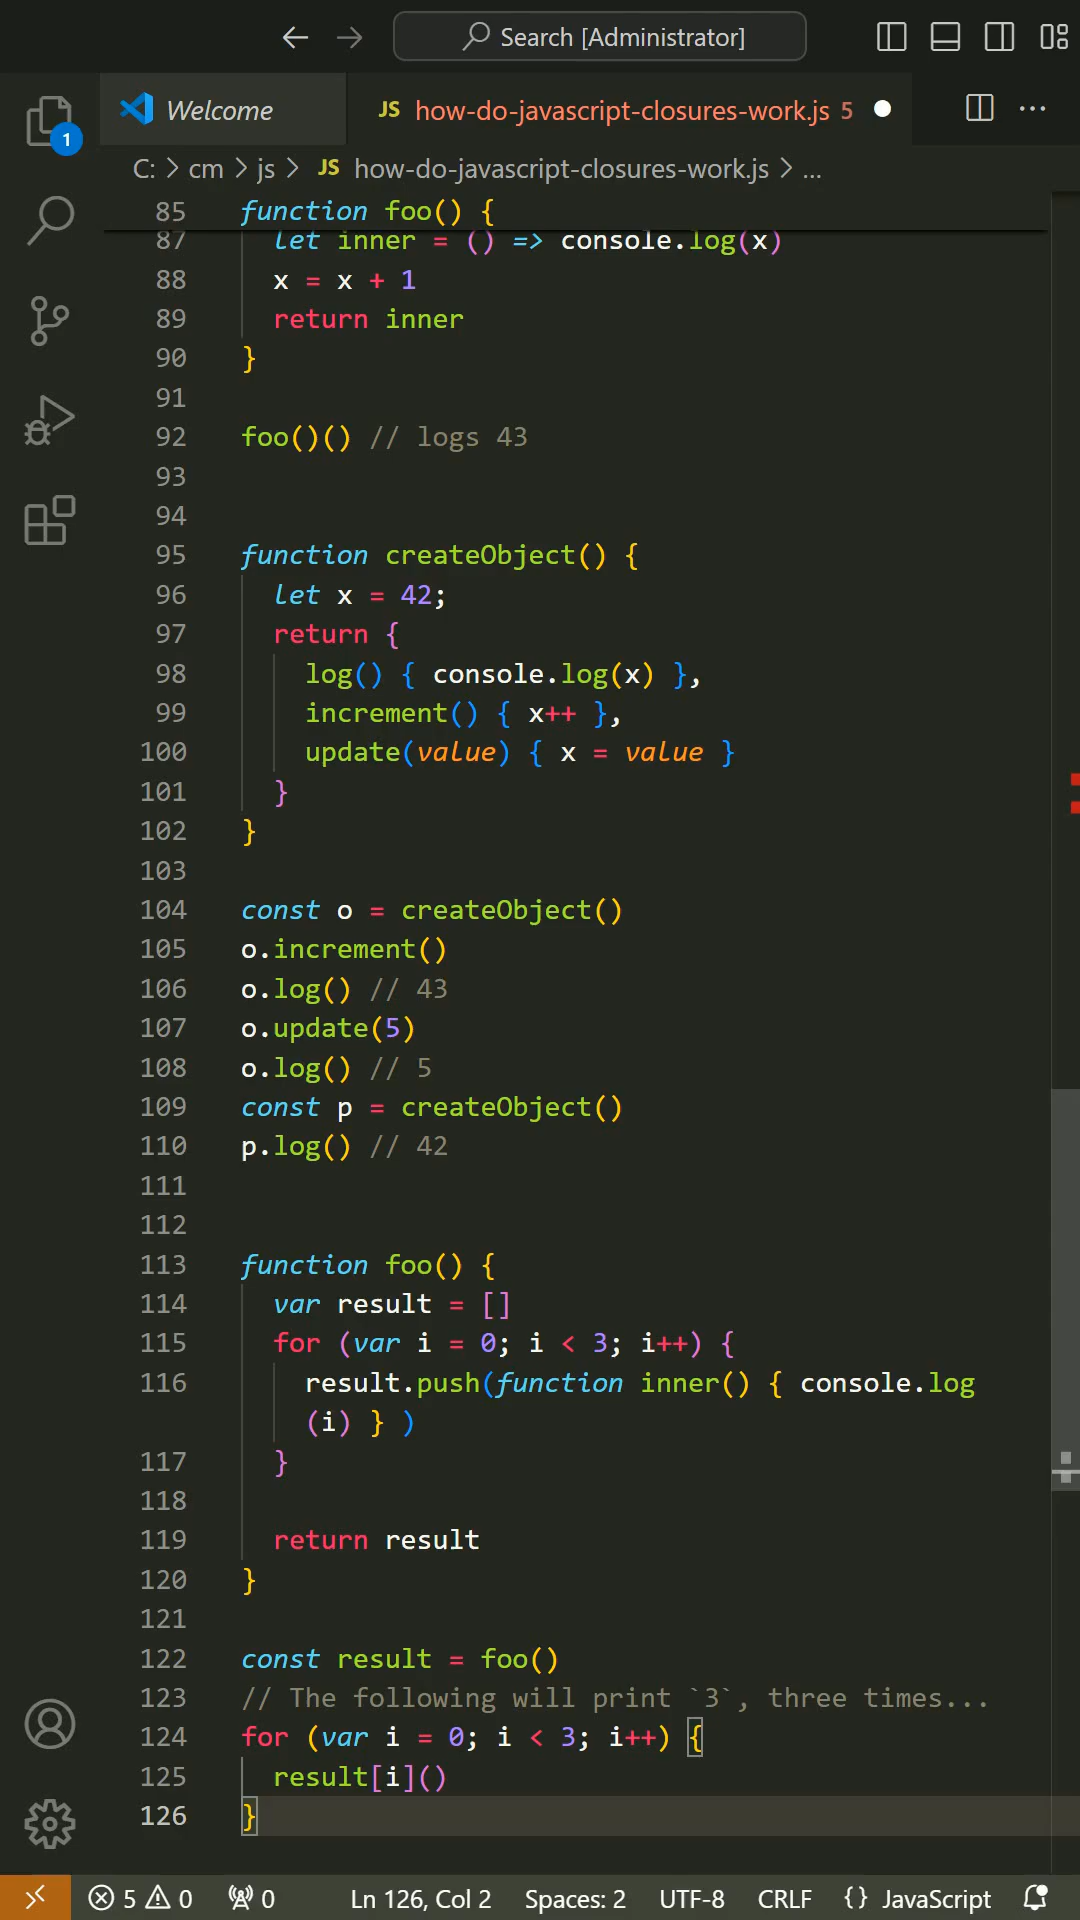 Search [Administrator]
Welcome
JS how-do-javascript-closures-work.js 5
1
C: > cm > js > JS how-do-javascript-closures-work.js > ...
85 function foo() {
87 let inner = () => console.log(x)
88 x = x + 1
89 return inner
90 }
91
92 foo()() // logs 43
93
94
95 function createObject() {
96 let x = 42;
97 return {
98 log() { console.log(x) },
99 increment() { x++ },
100 update(value) { x = value }
101 }
102 }
103
104 const o = createObject()
105 o.increment()
106 o.log() // 43
107 o.update(5)
108 o.log() // 5
109 const p = createObject()
110 p.log() // 42
111
112
113 function foo() {
114 var result = []
115 for (var i = 0; i < 3; i++) {
116 result.push(function inner() { console.log
(i) } )
117 }
118
119 return result
120 }
121
122 const result = foo()
123 // The following will print `3`, three times...
124 for (var i = 0; i < 3; i++) {
125 result[i]()
126 }
5 0 0 Ln 126, Col 2 Spaces: 2 UTF-8 CRLF {} JavaScript